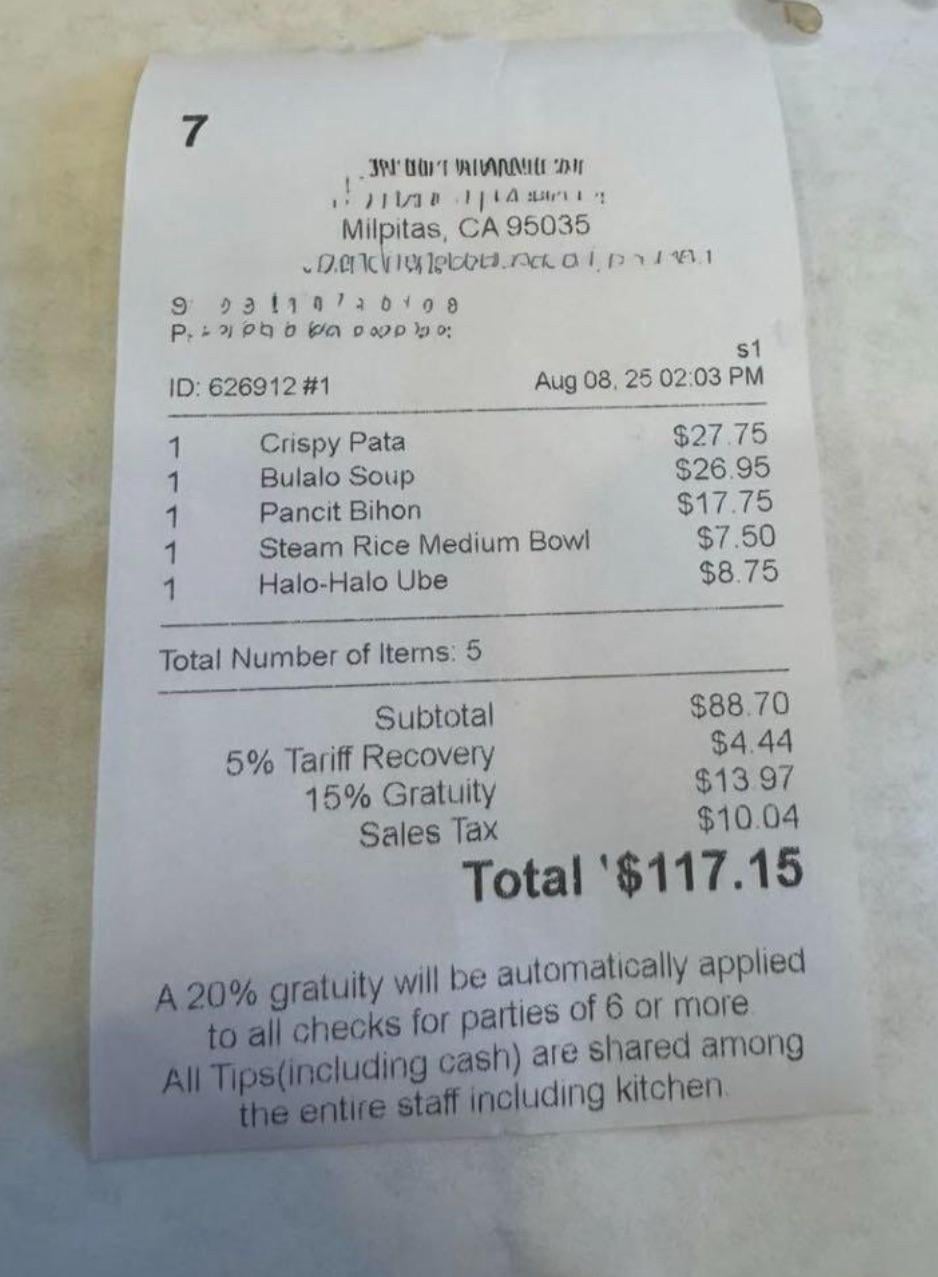 7
Milpitas, CA 95035
s1
ID: 626912 #1 Aug 08, 25 02:03 PM
1 Crispy Pata $27.75
1 Bulalo Soup $26.95
1 Pancit Bihon $17.75
1 Steam Rice Medium Bowl $7.50
1 Halo-Halo Ube $8.75
Total Number of Items: 5
Subtotal $88.70
5% Tariff Recovery $4.44
15% Gratuity $13.97
Sales Tax $10.04
Total '$117.15
A 20% gratuity will be automatically applied
to all checks for parties of 6 or more
All Tips(including cash) are shared among
the entire staff including kitchen.